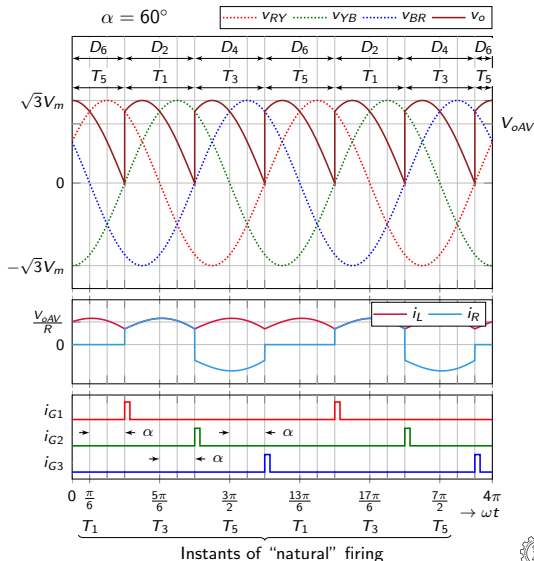 α = 60°
v_RY v_YB v_BR v_o
D₆ D₂ D₄ D₆ D₂ D₄ D₆
T₅ T₁ T₃ T₅ T₁ T₃ T₅
√3V_m
V_oAV
0
−√3V_m
V_oAV/R
i_L i_R
0
i_G1
i_G2 α α
i_G3 α
0 π/6 5π/6 3π/2 13π/6 17π/6 7π/2 4π
→ ωt
T₁ T₃ T₅ T₁ T₃ T₅
Instants of “natural” firing